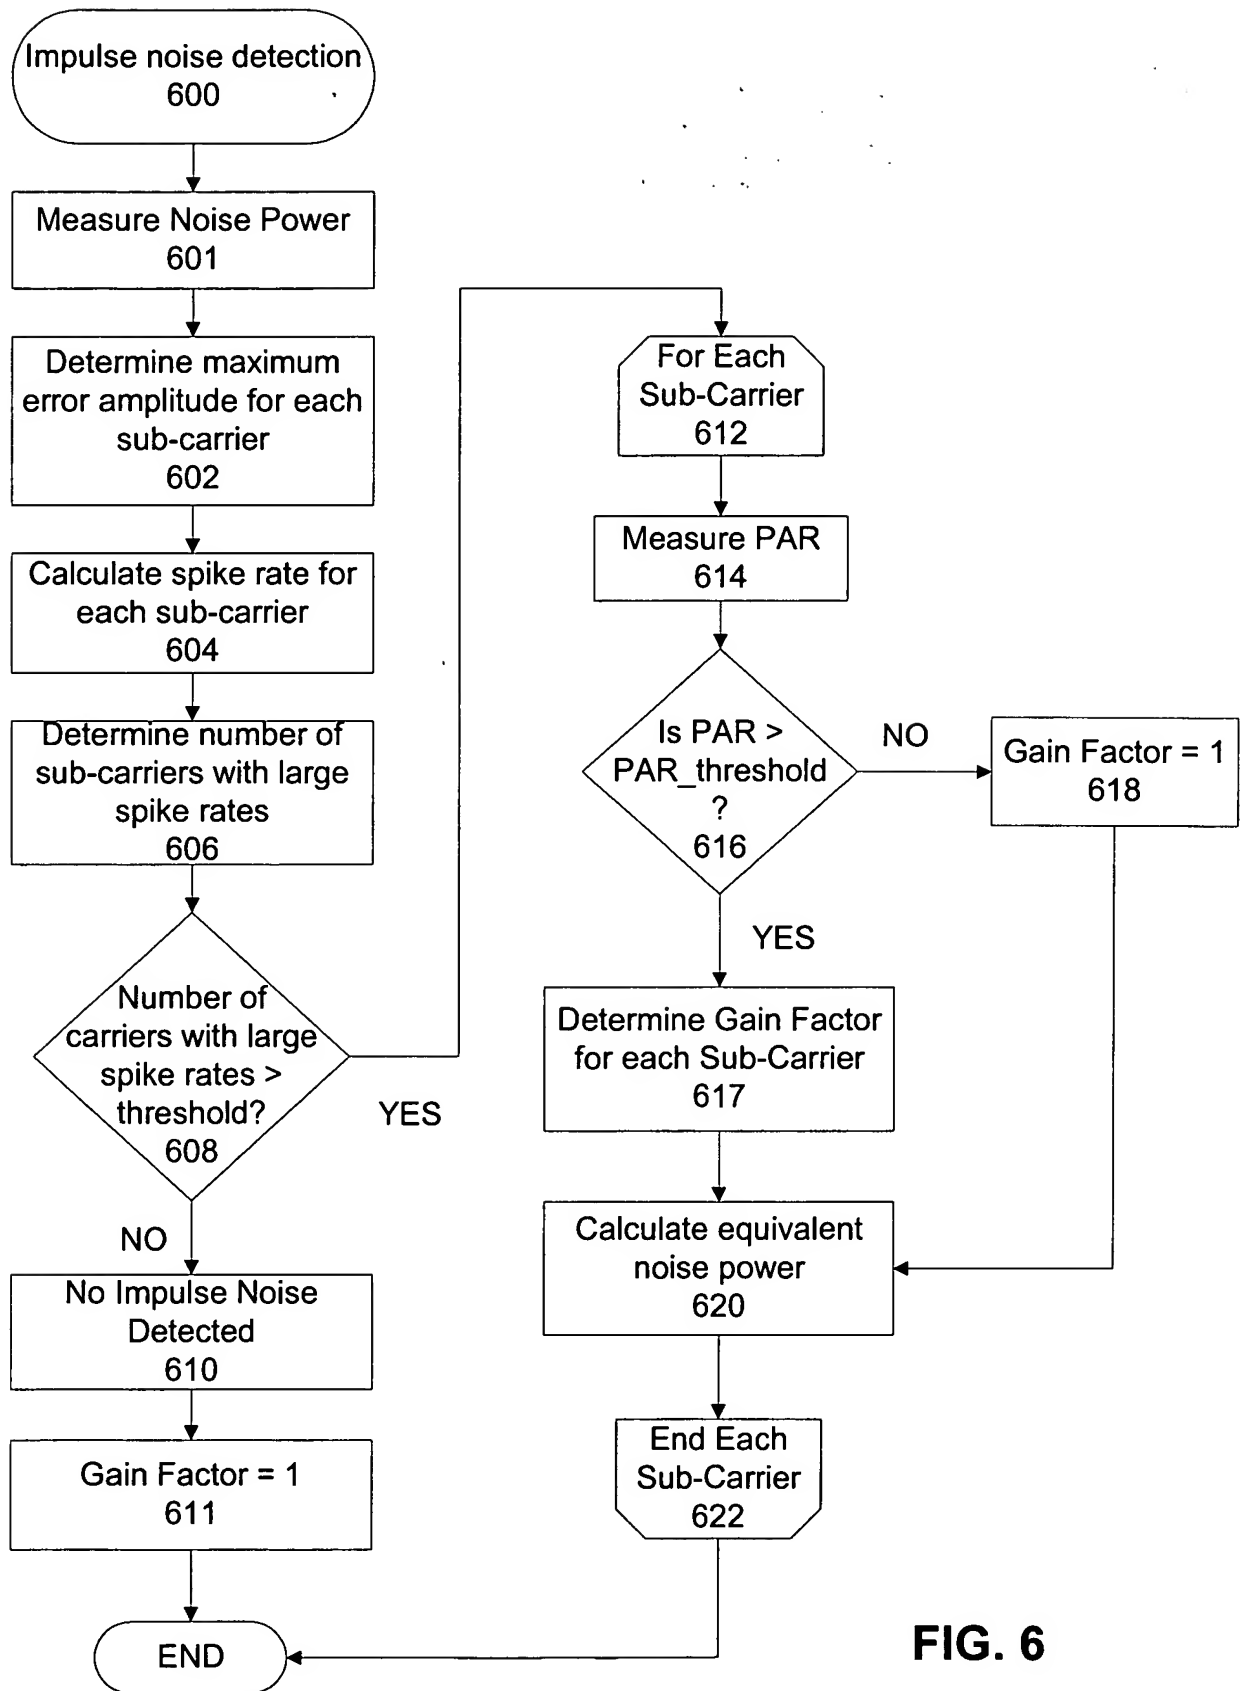 Impulse noise detection
600
Measure Noise Power
601
Determine maximum
error amplitude for each
sub-carrier
602
Calculate spike rate for
each sub-carrier
604
Determine number of
sub-carriers with large
spike rates
606
Number of
carriers with large
spike rates >
threshold?
608
YES
NO
No Impulse Noise
Detected
610
Gain Factor = 1
611
END
For Each
Sub-Carrier
612
Measure PAR
614
Is PAR >
PAR_threshold
?
616
NO
Gain Factor = 1
618
YES
Determine Gain Factor
for each Sub-Carrier
617
Calculate equivalent
noise power
620
End Each
Sub-Carrier
622
FIG. 6